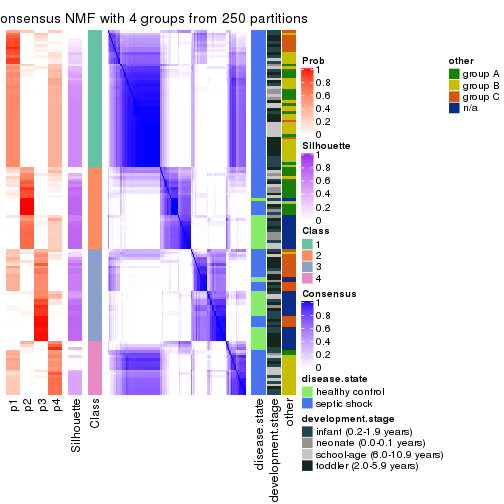 onsensus NMF with 4 groups from 250 partitions
p1
p2
p3
p4
Silhouette
Class
disease.state
development.stage
other
Prob
1
0.8
0.6
0.4
0.2
0
Silhouette
1
0.8
0.6
0.4
0.2
0
Class
1
2
3
4
Consensus
1
0.8
0.6
0.4
0.2
0
disease.state
healthy control
septic shock
development.stage
infant (0.2-1.9 years)
neonate (0.0-0.1 years)
school-age (6.0-10.9 years)
toddler (2.0-5.9 years)
other
group A
group B
group C
n/a